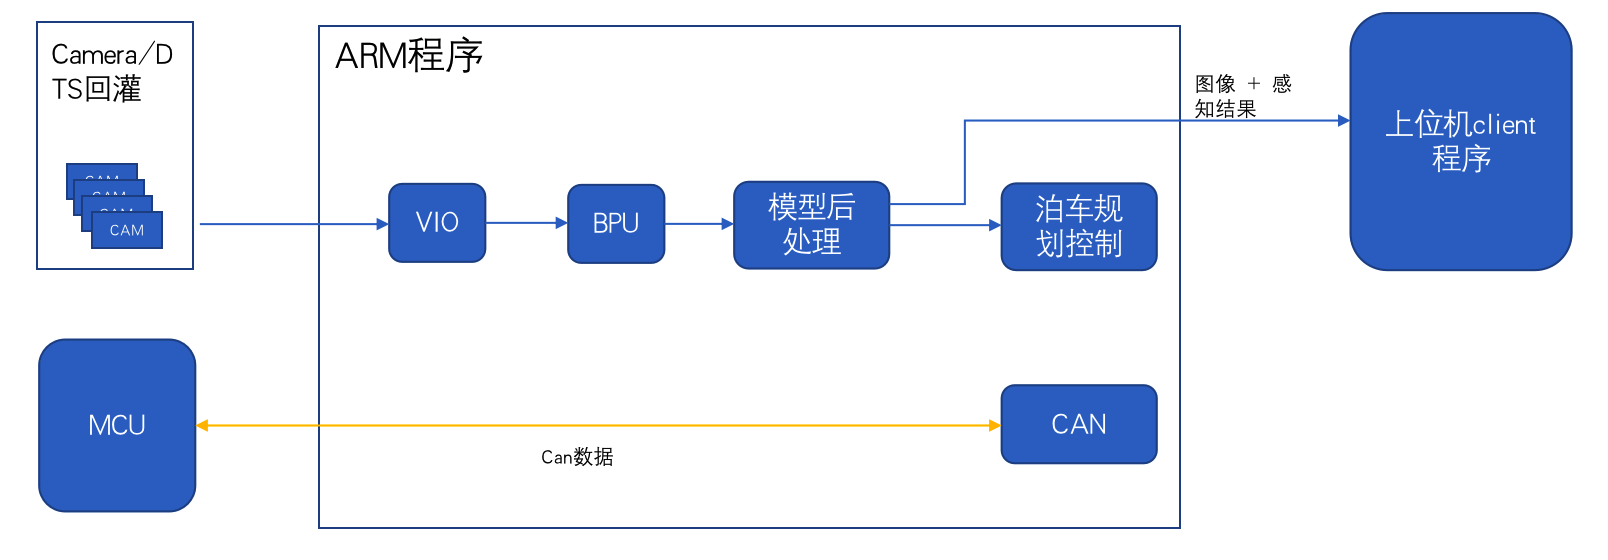 Camera/D
TS回灌
CAM
CAM
CAM
CAM
ARM程序
VIO
BPU
模型后
处理
泊车规
划控制
图像 + 感
知结果
上位机client
程序
MCU
Can数据
CAN